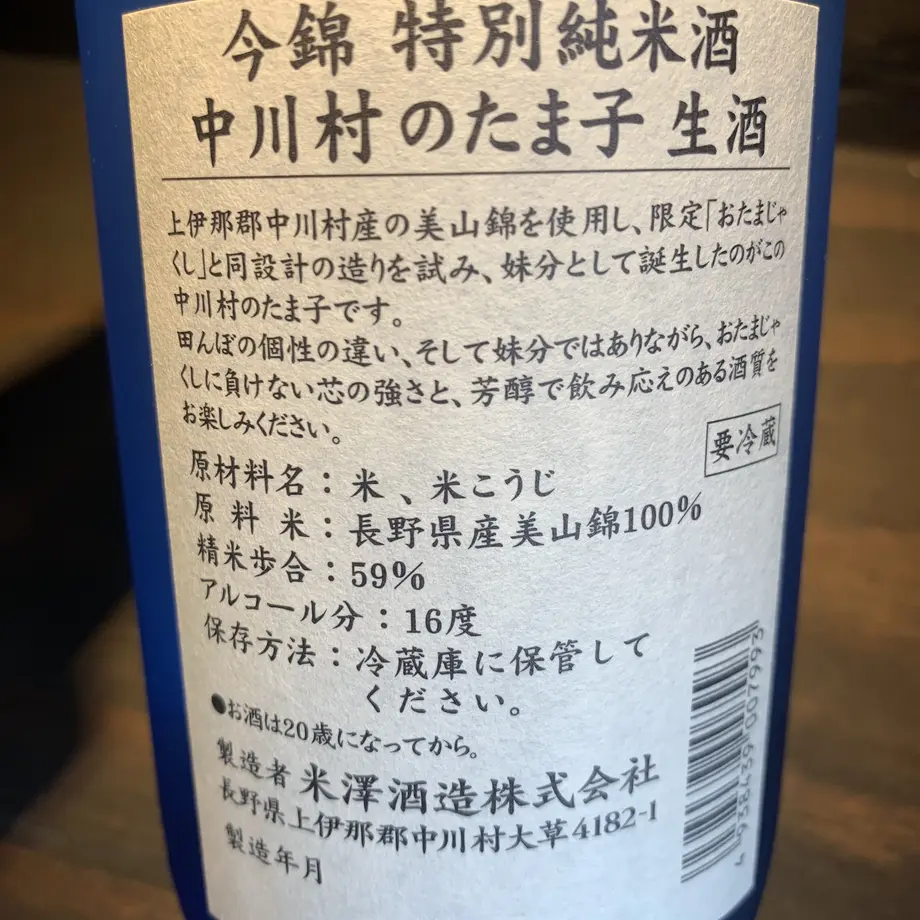 今錦 特別純米酒
中川村のたま子 生酒
上伊那郡中川村産の美山錦を使用し、限定「おたまじゃ
くし」と同設計の造りを試み、妹分として誕生したのがこの
中川村のたま子です。
田んぼの個性の違い、そして妹分ではありながら、おたまじゃ
くしに負けない芯の強さと、芳醇で飲み応えのある酒質を
お楽しみください。
要冷蔵
原材料名：米、米こうじ
原料米：長野県産美山錦100%
精米歩合：59%
アルコール分：16度
保存方法：冷蔵庫に保管して
ください。
●お酒は20歳になってから。
製造者 米澤酒造株式会社
長野県上伊那郡中川村大草4182-1
製造年月
4 938439 007993